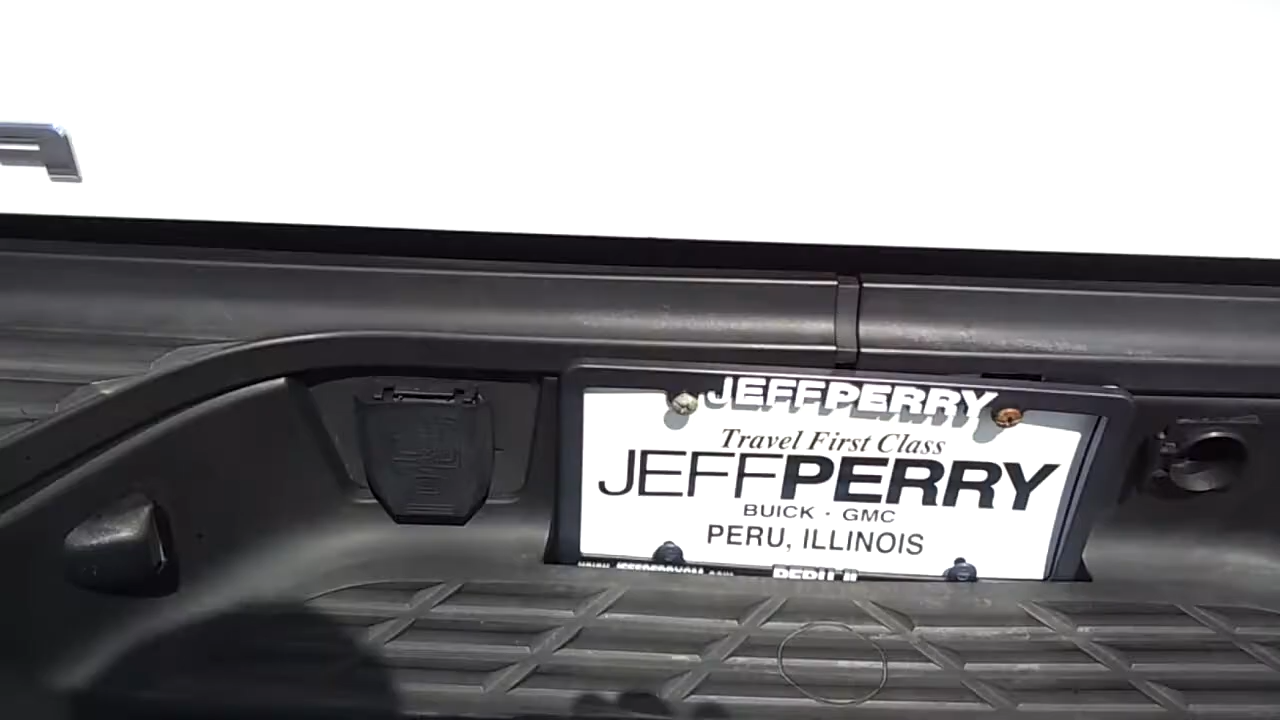 JEFFPERRY
Travel First Class
JEFFPERRY
BUICK · GMC
PERU, ILLINOIS